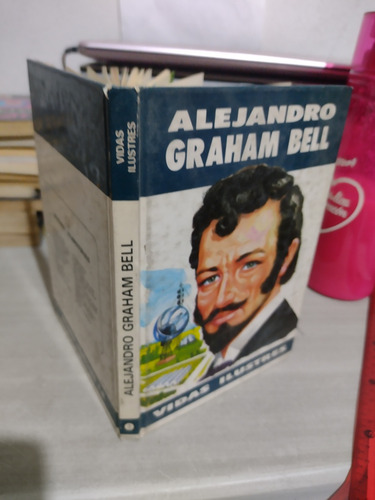 ALEJANDRO
GRAHAM BELL
VIDAS ILUSTRES
VIDAS
ILUSTRES
ALEJANDRO GRAHAM BELL